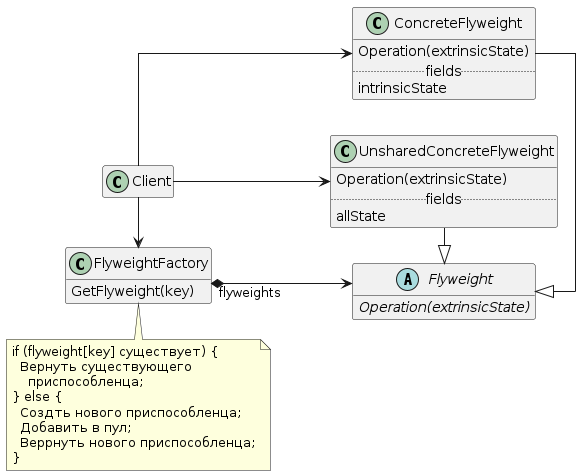 C ConcreteFlyweight
Operation(extrinsicState)
fields
intrinsicState
C UnsharedConcreteFlyweight
Operation(extrinsicState)
fields
allState
C Client
C FlyweightFactory
GetFlyweight(key)
flyweights
A Flyweight
Operation(extrinsicState)
if (flyweight[key] существует) {
Вернуть существующего
приспособленца;
} else {
Создть нового приспособленца;
Добавить в пул;
Веррнуть нового приспособленца;
}